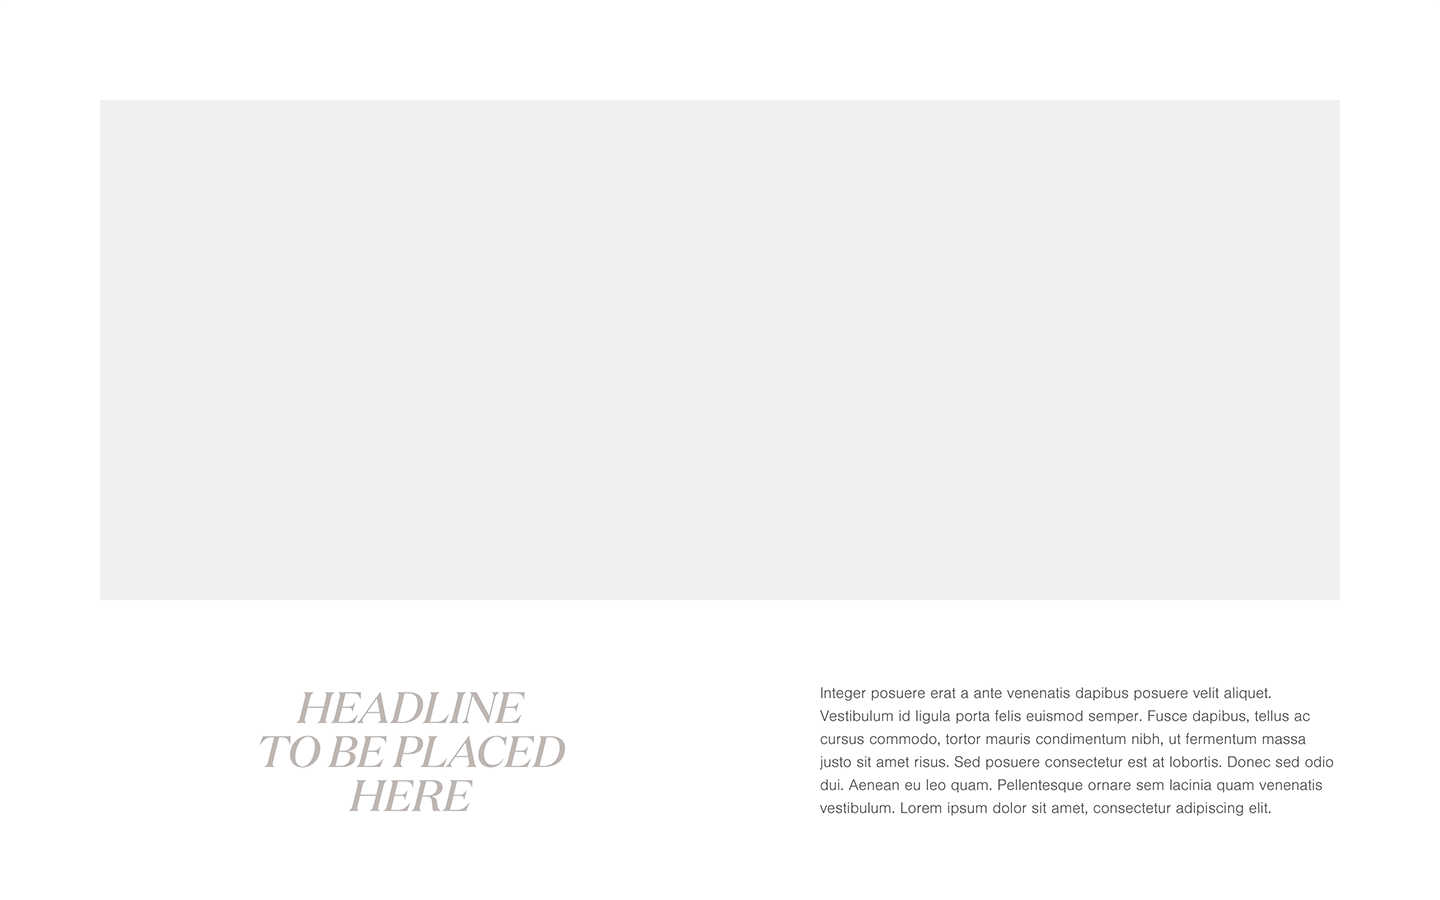 HEADLINE
TO BE PLACED
HERE
Integer posuere erat a ante venenatis dapibus posuere velit aliquet.
Vestibulum id ligula porta felis euismod semper. Fusce dapibus, tellus ac
cursus commodo, tortor mauris condimentum nibh, ut fermentum massa
justo sit amet risus. Sed posuere consectetur est at lobortis. Donec sed odio
dui. Aenean eu leo quam. Pellentesque ornare sem lacinia quam venenatis
vestibulum. Lorem ipsum dolor sit amet, consectetur adipiscing elit.